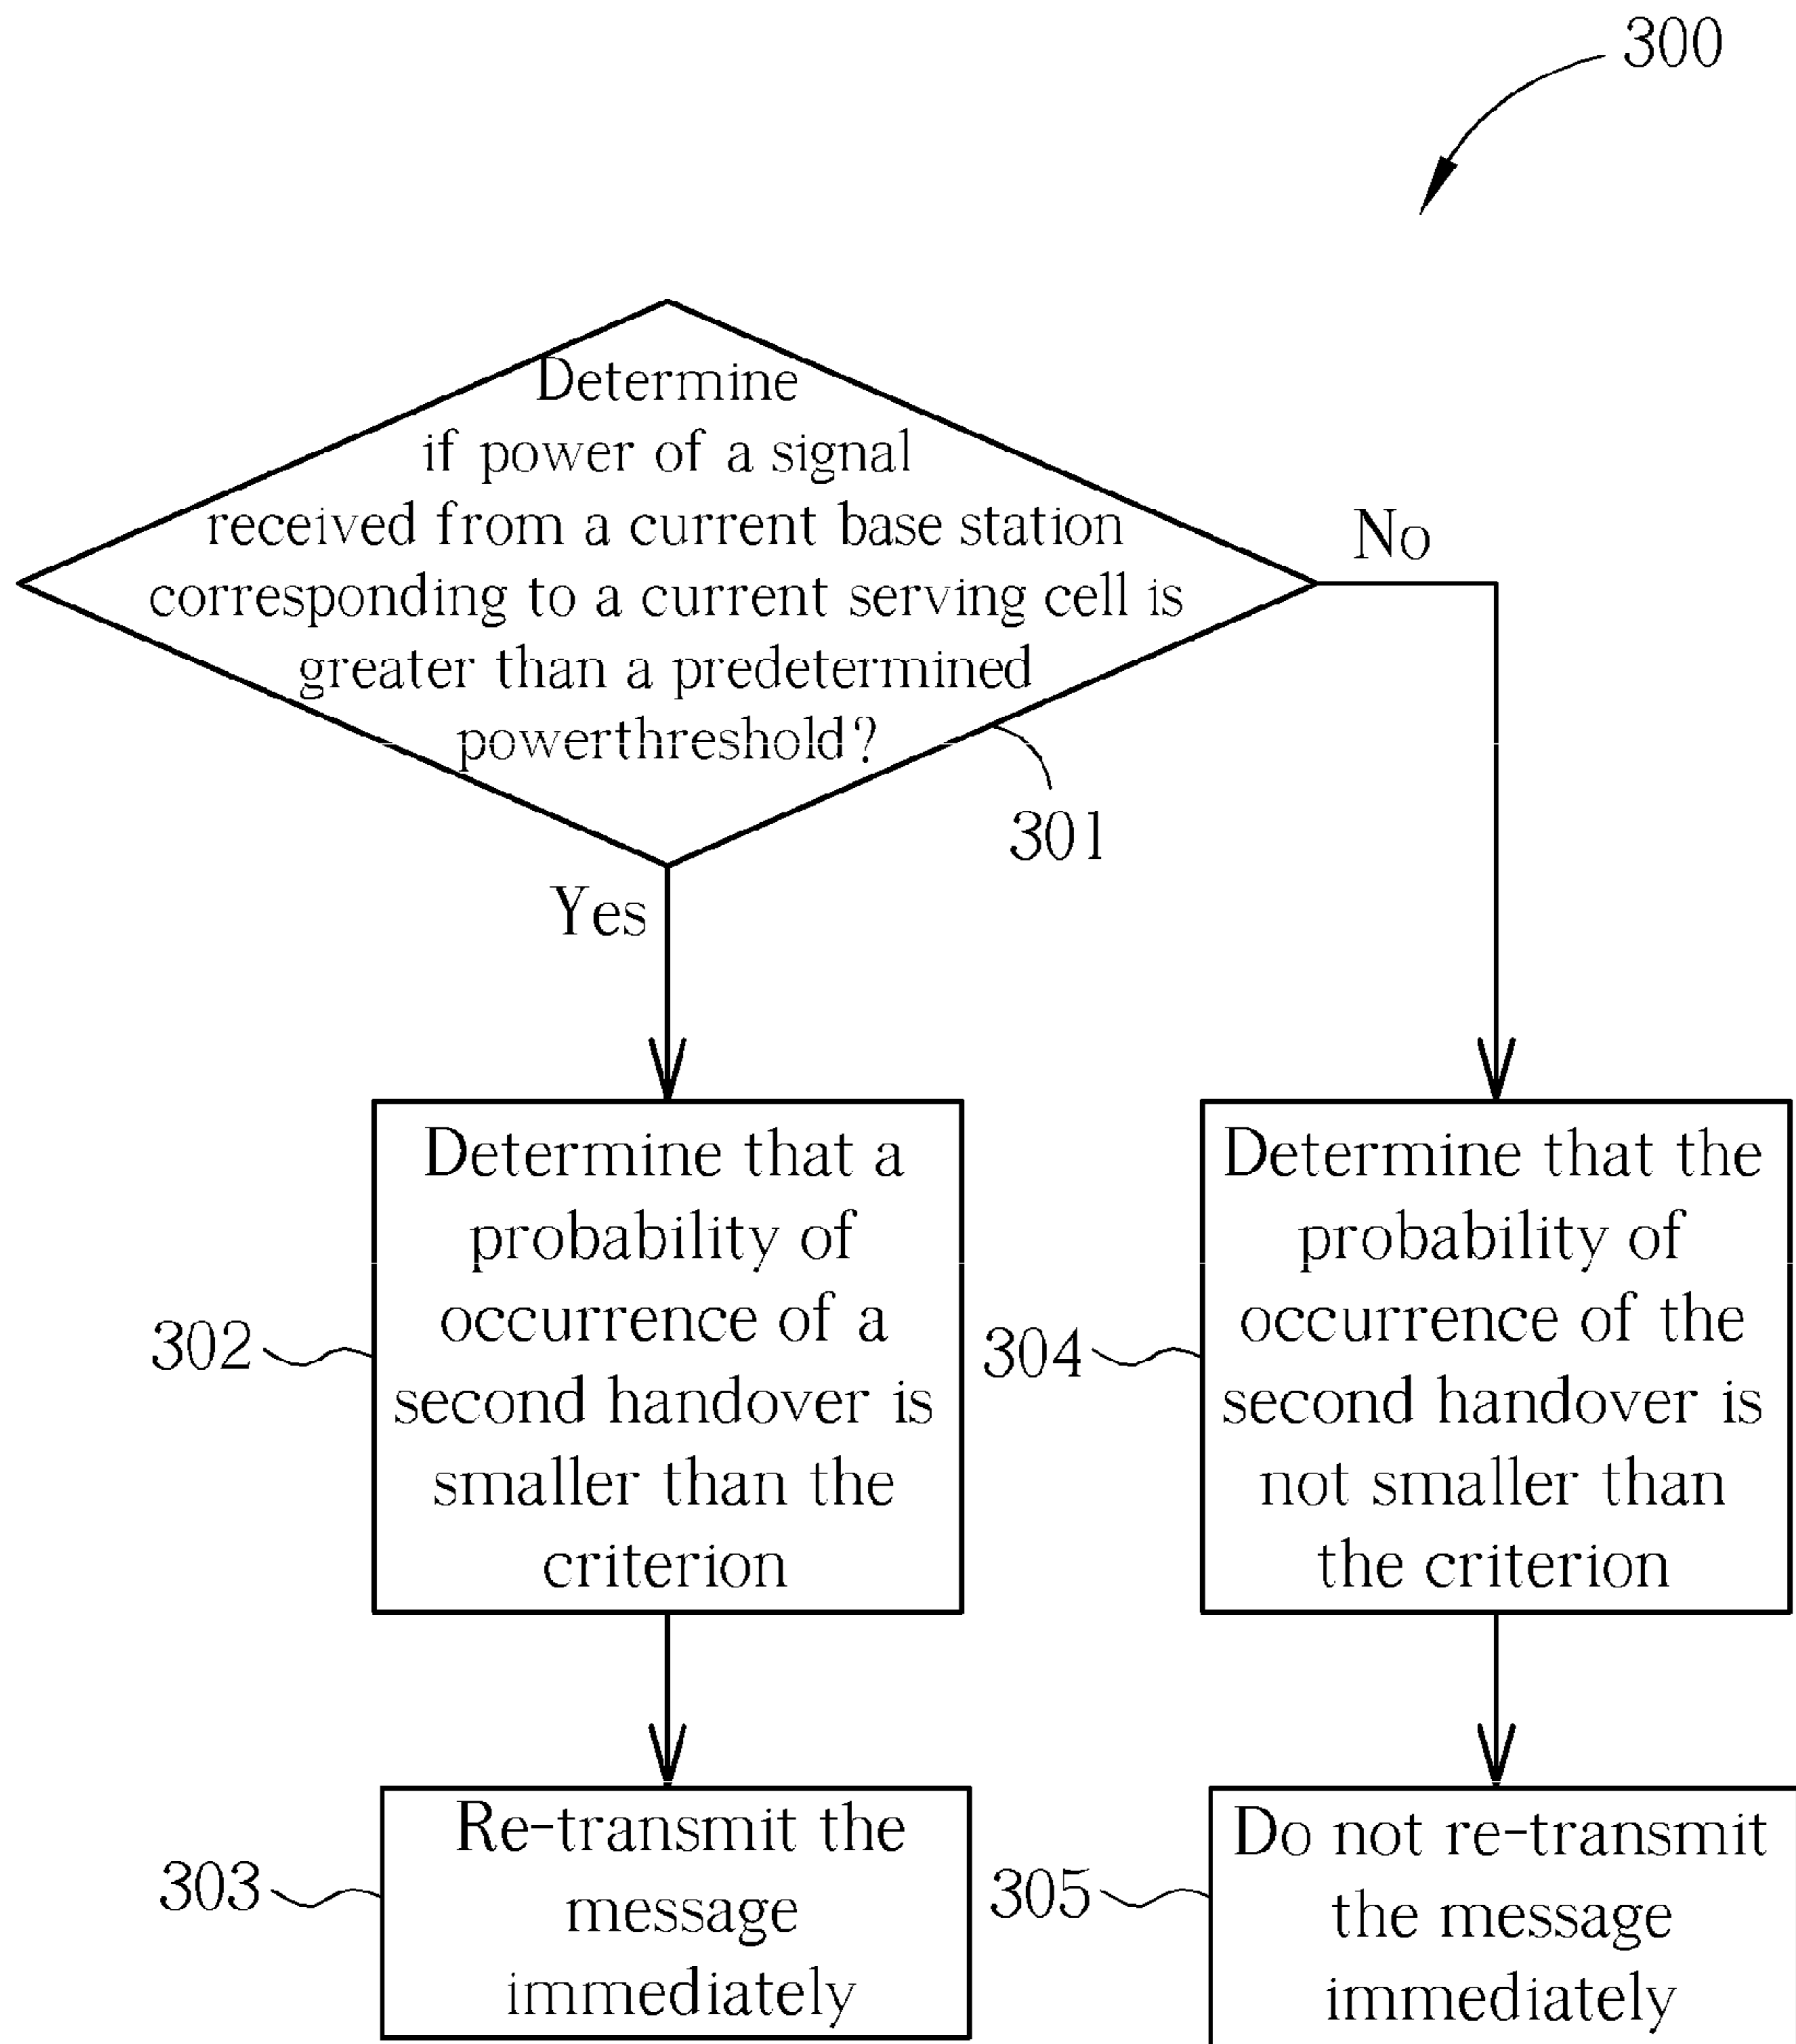 300
Determine
if power of a signal
received from a current base station
corresponding to a current serving cell is
greater than a predetermined
powerthreshold?
No
301
Yes
Determine that a
probability of
occurrence of a
second handover is
smaller than the
criterion
302
Determine that the
probability of
occurrence of the
second handover is
not smaller than
the criterion
304
Re-transmit the
message
immediately
303
Do not re-transmit
the message
immediately
305